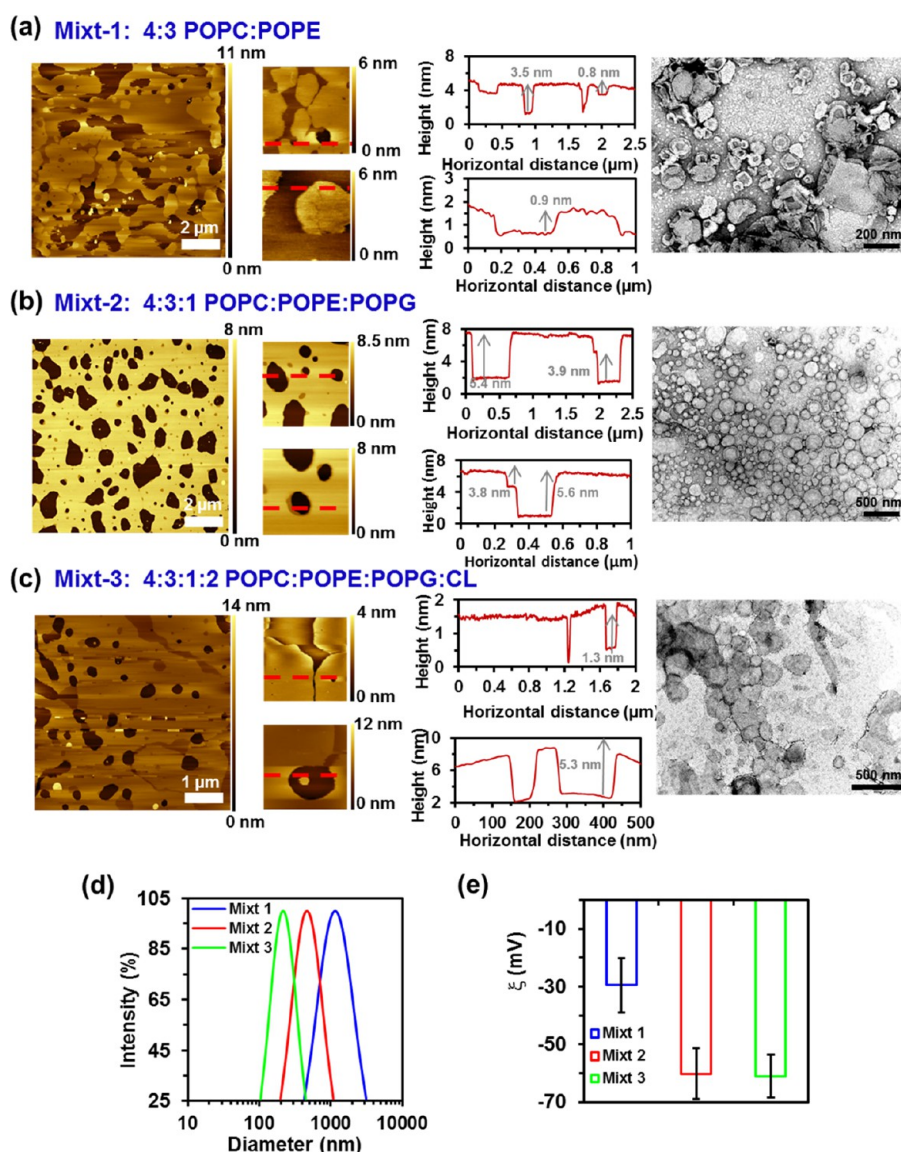 (a) Mixt-1: 4:3 POPC:POPE
11 nm
2 µm
0 nm
6 nm
0 nm
6 nm
0 nm
Height (nm)
8
4
0
3.5 nm
0.8 nm
0 0.5 1 1.5 2 2.5
Horizontal distance (µm)
Height (nm)
3
2
1
0
0.9 nm
0 0.2 0.4 0.6 0.8 1
Horizontal distance (µm)
200 nm
(b) Mixt-2: 4:3:1 POPC:POPE:POPG
8 nm
2 µm
0 nm
8.5 nm
0 nm
8 nm
0 nm
Height (nm)
8
4
0
5.4 nm
3.9 nm
0 0.5 1 1.5 2 2.5
Horizontal distance (µm)
Height (nm)
8
4
0
3.8 nm
5.6 nm
0 0.2 0.4 0.6 0.8 1
Horizontal distance (µm)
500 nm
(c) Mixt-3: 4:3:1:2 POPC:POPE:POPG:CL
14 nm
1 µm
0 nm
4 nm
0 nm
12 nm
0 nm
Height (nm)
2
1
0
1.3 nm
0 0.4 0.8 1.2 1.6 2
Horizontal distance (µm)
Height (nm)
10
8
6
4
2
5.3 nm
0 100 200 300 400 500
Horizontal distance (nm)
500 nm
(d)
Intensity (%)
105
85
65
45
25
Mixt 1
Mixt 2
Mixt 3
10 100 1000 10000
Diameter (nm)
(e)
ξ (mV)
-10
-30
-50
-70
Mixt 1
Mixt 2
Mixt 3